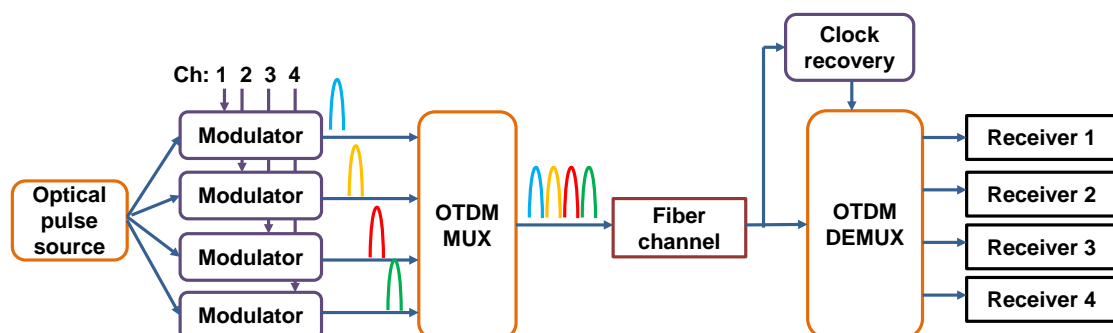 Ch: 1 2 3 4
Optical
pulse
source
Modulator
Modulator
Modulator
Modulator
OTDM
MUX
Fiber
channel
Clock
recovery
OTDM
DEMUX
Receiver 1
Receiver 2
Receiver 3
Receiver 4